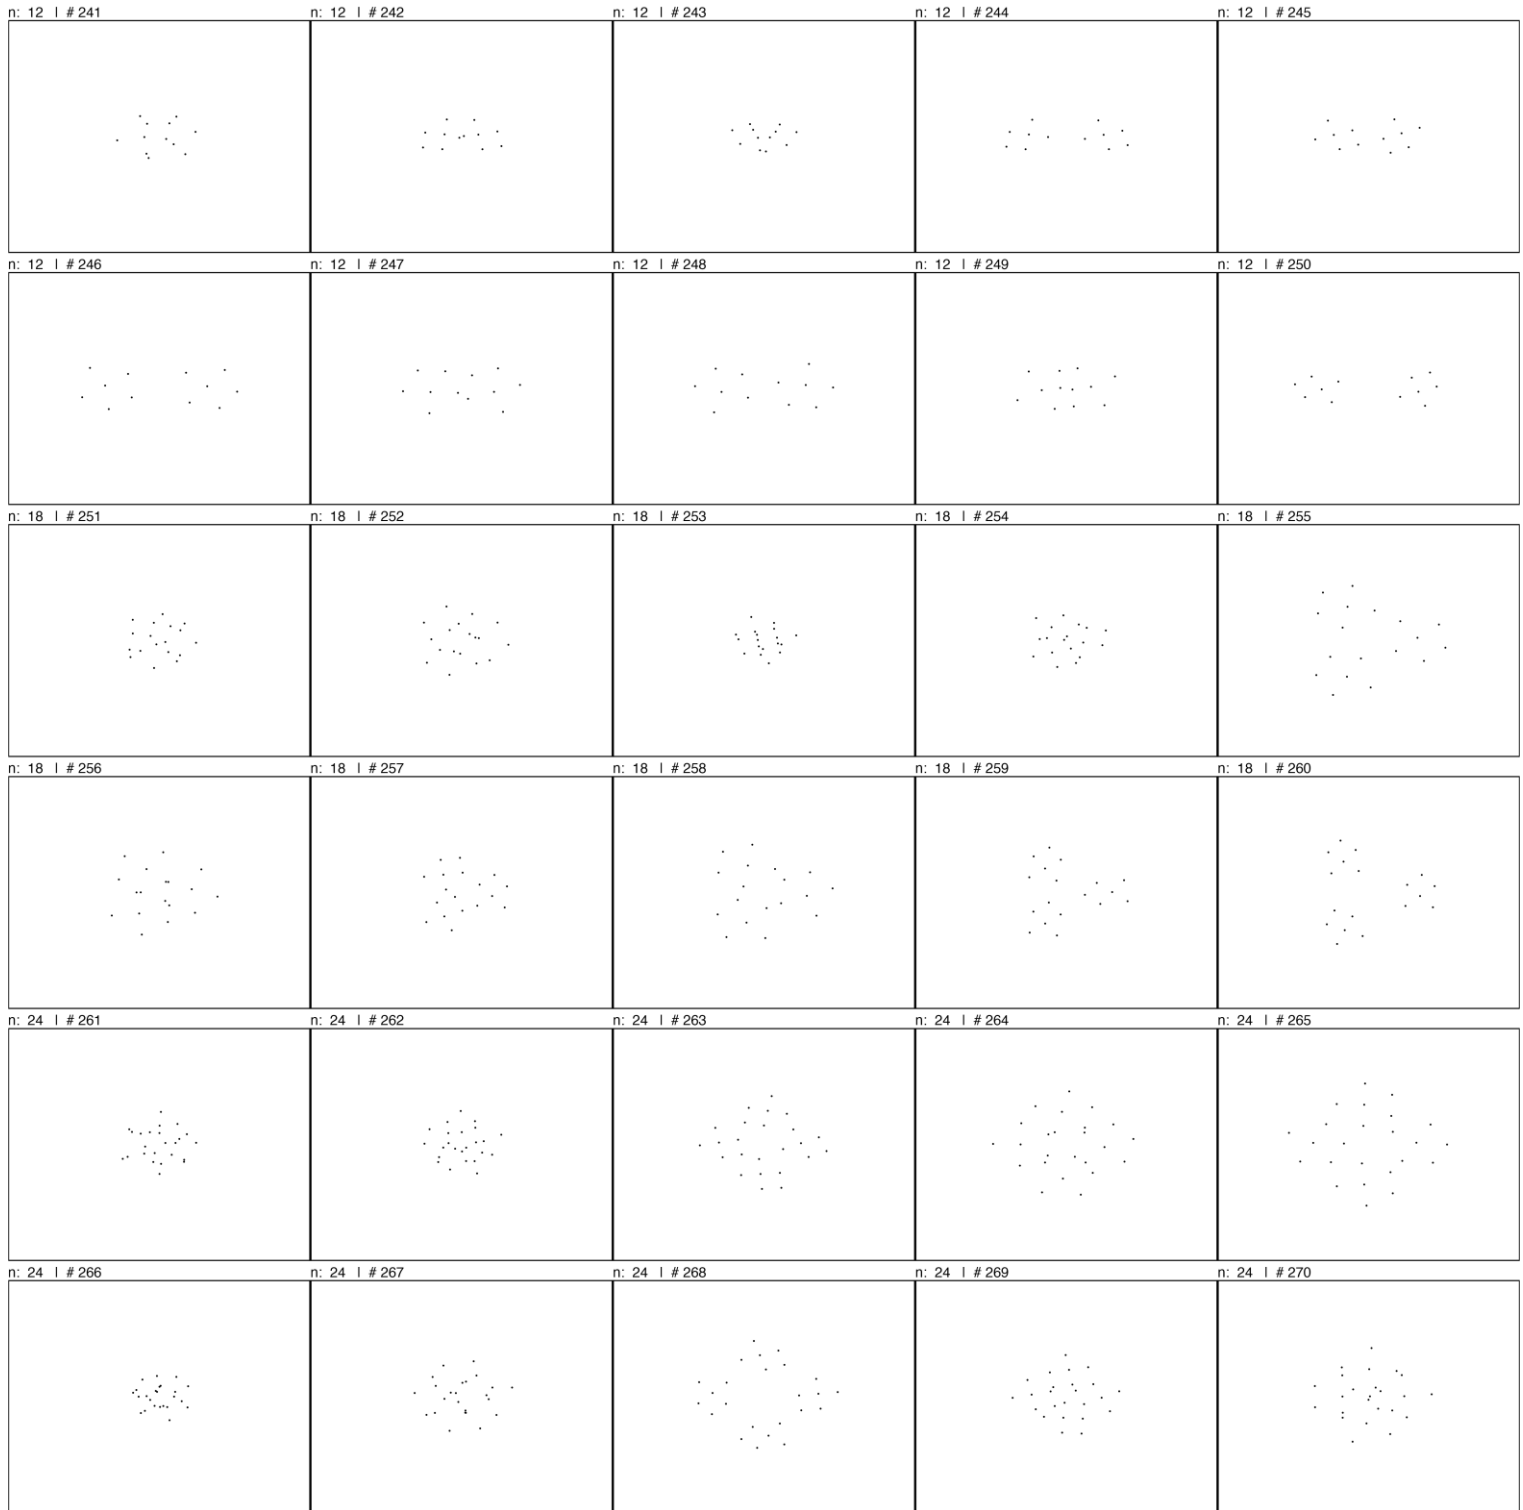 n: 12 | # 241
n: 12 | # 242
n: 12 | # 243
n: 12 | # 244
n: 12 | # 245
n: 12 | # 246
n: 12 | # 247
n: 12 | # 248
n: 12 | # 249
n: 12 | # 250
n: 18 | # 251
n: 18 | # 252
n: 18 | # 253
n: 18 | # 254
n: 18 | # 255
n: 18 | # 256
n: 18 | # 257
n: 18 | # 258
n: 18 | # 259
n: 18 | # 260
n: 24 | # 261
n: 24 | # 262
n: 24 | # 263
n: 24 | # 264
n: 24 | # 265
n: 24 | # 266
n: 24 | # 267
n: 24 | # 268
n: 24 | # 269
n: 24 | # 270